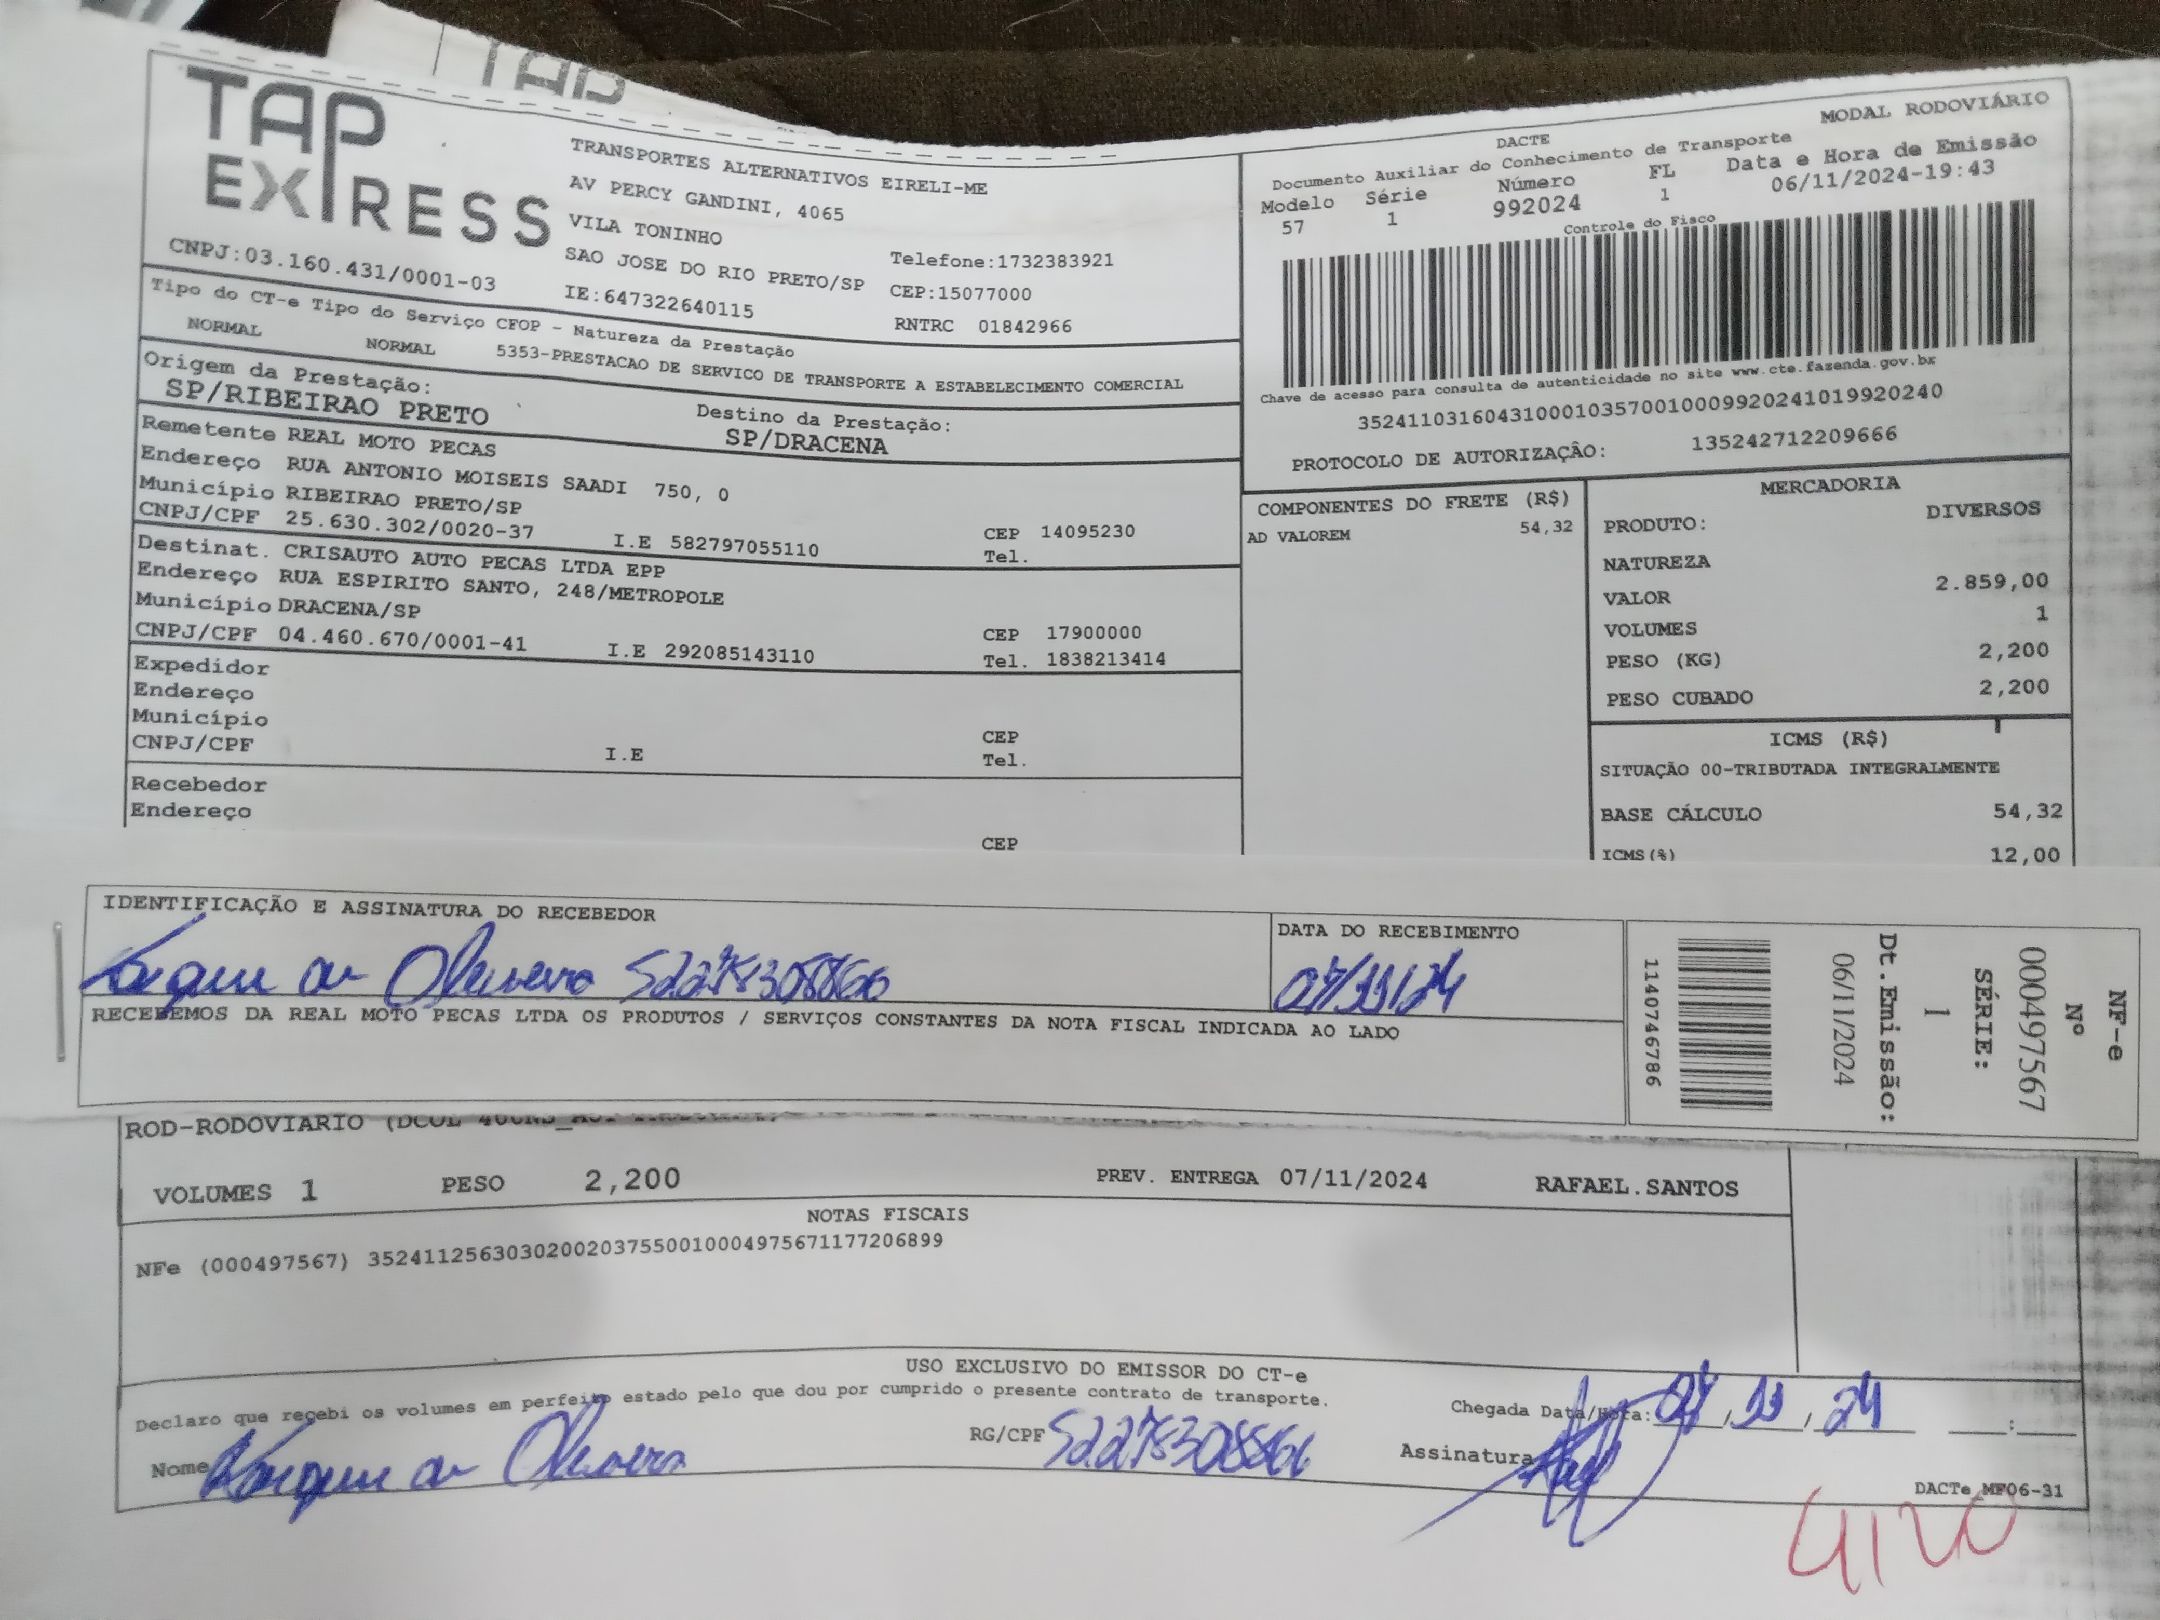 TAP
TAP EXPRESS
TRANSPORTES ALTERNATIVOS EIRELI-ME
AV PERCY GANDINI, 4065
VILA TONINHO
SAO JOSE DO RIO PRETO/SP
IE:647322640115
Telefone:1732383921
CEP:15077000
RNTRC 01842966
CNPJ:03.160.431/0001-03
MODAL RODOVIÁRIO
DACTE
Documento Auxiliar do Conhecimento de Transporte
Modelo Série Número FL Data e Hora de Emissão
57 1 992024 1 06/11/2024-19:43
Controle do Fisco
Chave de acesso para consulta de autenticidade no site www.cte.fazenda.gov.br
35241103160431000103570010009920241019920240
PROTOCOLO DE AUTORIZAÇÃO: 135242712209666
Tipo do CT-e Tipo do Serviço CFOP - Natureza da Prestação
NORMAL NORMAL 5353-PRESTACAO DE SERVICO DE TRANSPORTE A ESTABELECIMENTO COMERCIAL
Origem da Prestação: Destino da Prestação:
SP/RIBEIRAO PRETO SP/DRACENA
Remetente REAL MOTO PECAS
Endereço RUA ANTONIO MOISEIS SAADI 750, 0
Município RIBEIRAO PRETO/SP CEP 14095230
CNPJ/CPF 25.630.302/0020-37 I.E 582797055110 Tel.
Destinat. CRISAUTO AUTO PECAS LTDA EPP
Endereço RUA ESPIRITO SANTO, 248/METROPOLE
Município DRACENA/SP CEP 17900000
CNPJ/CPF 04.460.670/0001-41 I.E 292085143110 Tel. 1838213414
Expedidor
Endereço
Município CEP
CNPJ/CPF I.E Tel.
Recebedor
Endereço
CEP
COMPONENTES DO FRETE (R$)
AD VALOREM 54,32
MERCADORIA
PRODUTO: DIVERSOS
NATUREZA
VALOR 2.859,00
VOLUMES 1
PESO (KG) 2,200
PESO CUBADO 2,200
ICMS (R$)
SITUAÇÃO 00-TRIBUTADA INTEGRALMENTE
BASE CÁLCULO 54,32
ICMS(%) 12,00
IDENTIFICAÇÃO E ASSINATURA DO RECEBEDOR
Oliveira
DATA DO RECEBIMENTO
07/11/24
RECEBEMOS DA REAL MOTO PECAS LTDA OS PRODUTOS / SERVIÇOS CONSTANTES DA NOTA FISCAL INDICADA AO LADO
1140746786
NF-e
Nº
000497567
SÉRIE:
1
Dt.Emissão:
06/11/2024
ROD-RODOVIARIO
VOLUMES 1 PESO 2,200 PREV. ENTREGA 07/11/2024 RAFAEL.SANTOS
NOTAS FISCAIS
NFe (000497567) 35241125630302002037550010004975671177206899
USO EXCLUSIVO DO EMISSOR DO CT-e
Declaro que recebi os volumes em perfeito estado pelo que dou por cumprido o presente contrato de transporte.
Chegada Data/Hora: 07, 11, 24 :
Nome Oliveira RG/CPF
Assinatura
DACTe_MF06-31
4120